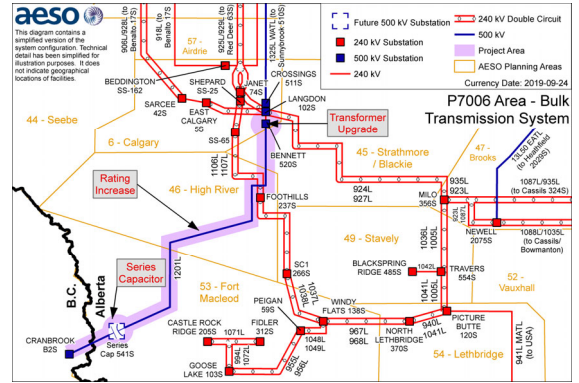 aeso
This diagram contains a
simplified version of the
system configuration. Technical
detail has been simplified for
illustration purposes. It does
not indicate geographical
locations of facilities.
906L/928L (to
Benalto 17S)
918L (to
Benalto 17S)
925L/929L (to
Red Deer 63S)
1325L WATL (to
Sunnybrook 510S)
Future 500 kV Substation
240 kV Substation
500 kV Substation
240 kV
240 kV Double Circuit
500 kV
Project Area
AESO Planning Areas
Currency Date: 2019-09-24
P7006 Area - Bulk
Transmission System
57 -
Airdrie
BEDDINGTON
SS-162
SHEPARD
SS-25
JANET
74S
CROSSINGS
511S
LANGDON
102S
SARCEE
42S
EAST
CALGARY
5S
SS-65
Transformer
Upgrade
BENNETT
520S
44 - Seebe
6 - Calgary
45 - Strathmore
/ Blackie
47 -
Brooks
13L50 EATL
(to Heathfield
2029S)
1106L
1107L
924L
927L
935L
923L
1087L/935L
(to Cassils 324S)
MILO
356S
923L
1087L
NEWELL
2075S
1088L/1035L
(to Cassils/
Bowmanton)
Rating
Increase
46 - High River
FOOTHILLS
237S
1036L
1005L
49 - Stavely
1201L
SC1
266S
BLACKSPRING
RIDGE 485S
1042L
TRAVERS
554S
52 -
Vauxhall
1037L
1038L
1041L
1005L
B.C.
Alberta
Series
Capacitor
53 - Fort
Macleod
PEIGAN
59S
WINDY
FLATS 138S
CRANBROOK
B2S
Series
Cap 541S
CASTLE ROCK
RIDGE 205S
1071L
FIDLER
312S
994L
1072L
GOOSE
LAKE 103S
955L
956L
1048L
1049L
967L
968L
NORTH
LETHBRIDGE
370S
940L
1041L
PICTURE
BUTTE
120S
54 - Lethbridge
941L MATL
(to USA)